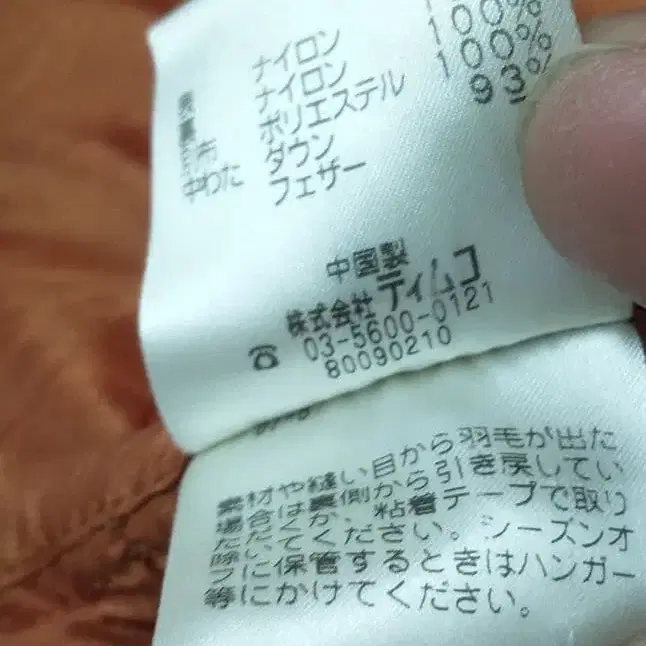 ナイロン 100%
表 ナイロン 100%
裏 ポリエステル 93%
中わた ダウン
フェザー
中国製
株式会社 ティムコ
☎ 03-5600-0121
80090210
素材や縫い目から羽毛が出た
場合は裏側から引き戻してい
ただくか、粘着テープで取り
除いてください。シーズンオ
フに保管するときはハンガー
等にかけてください。